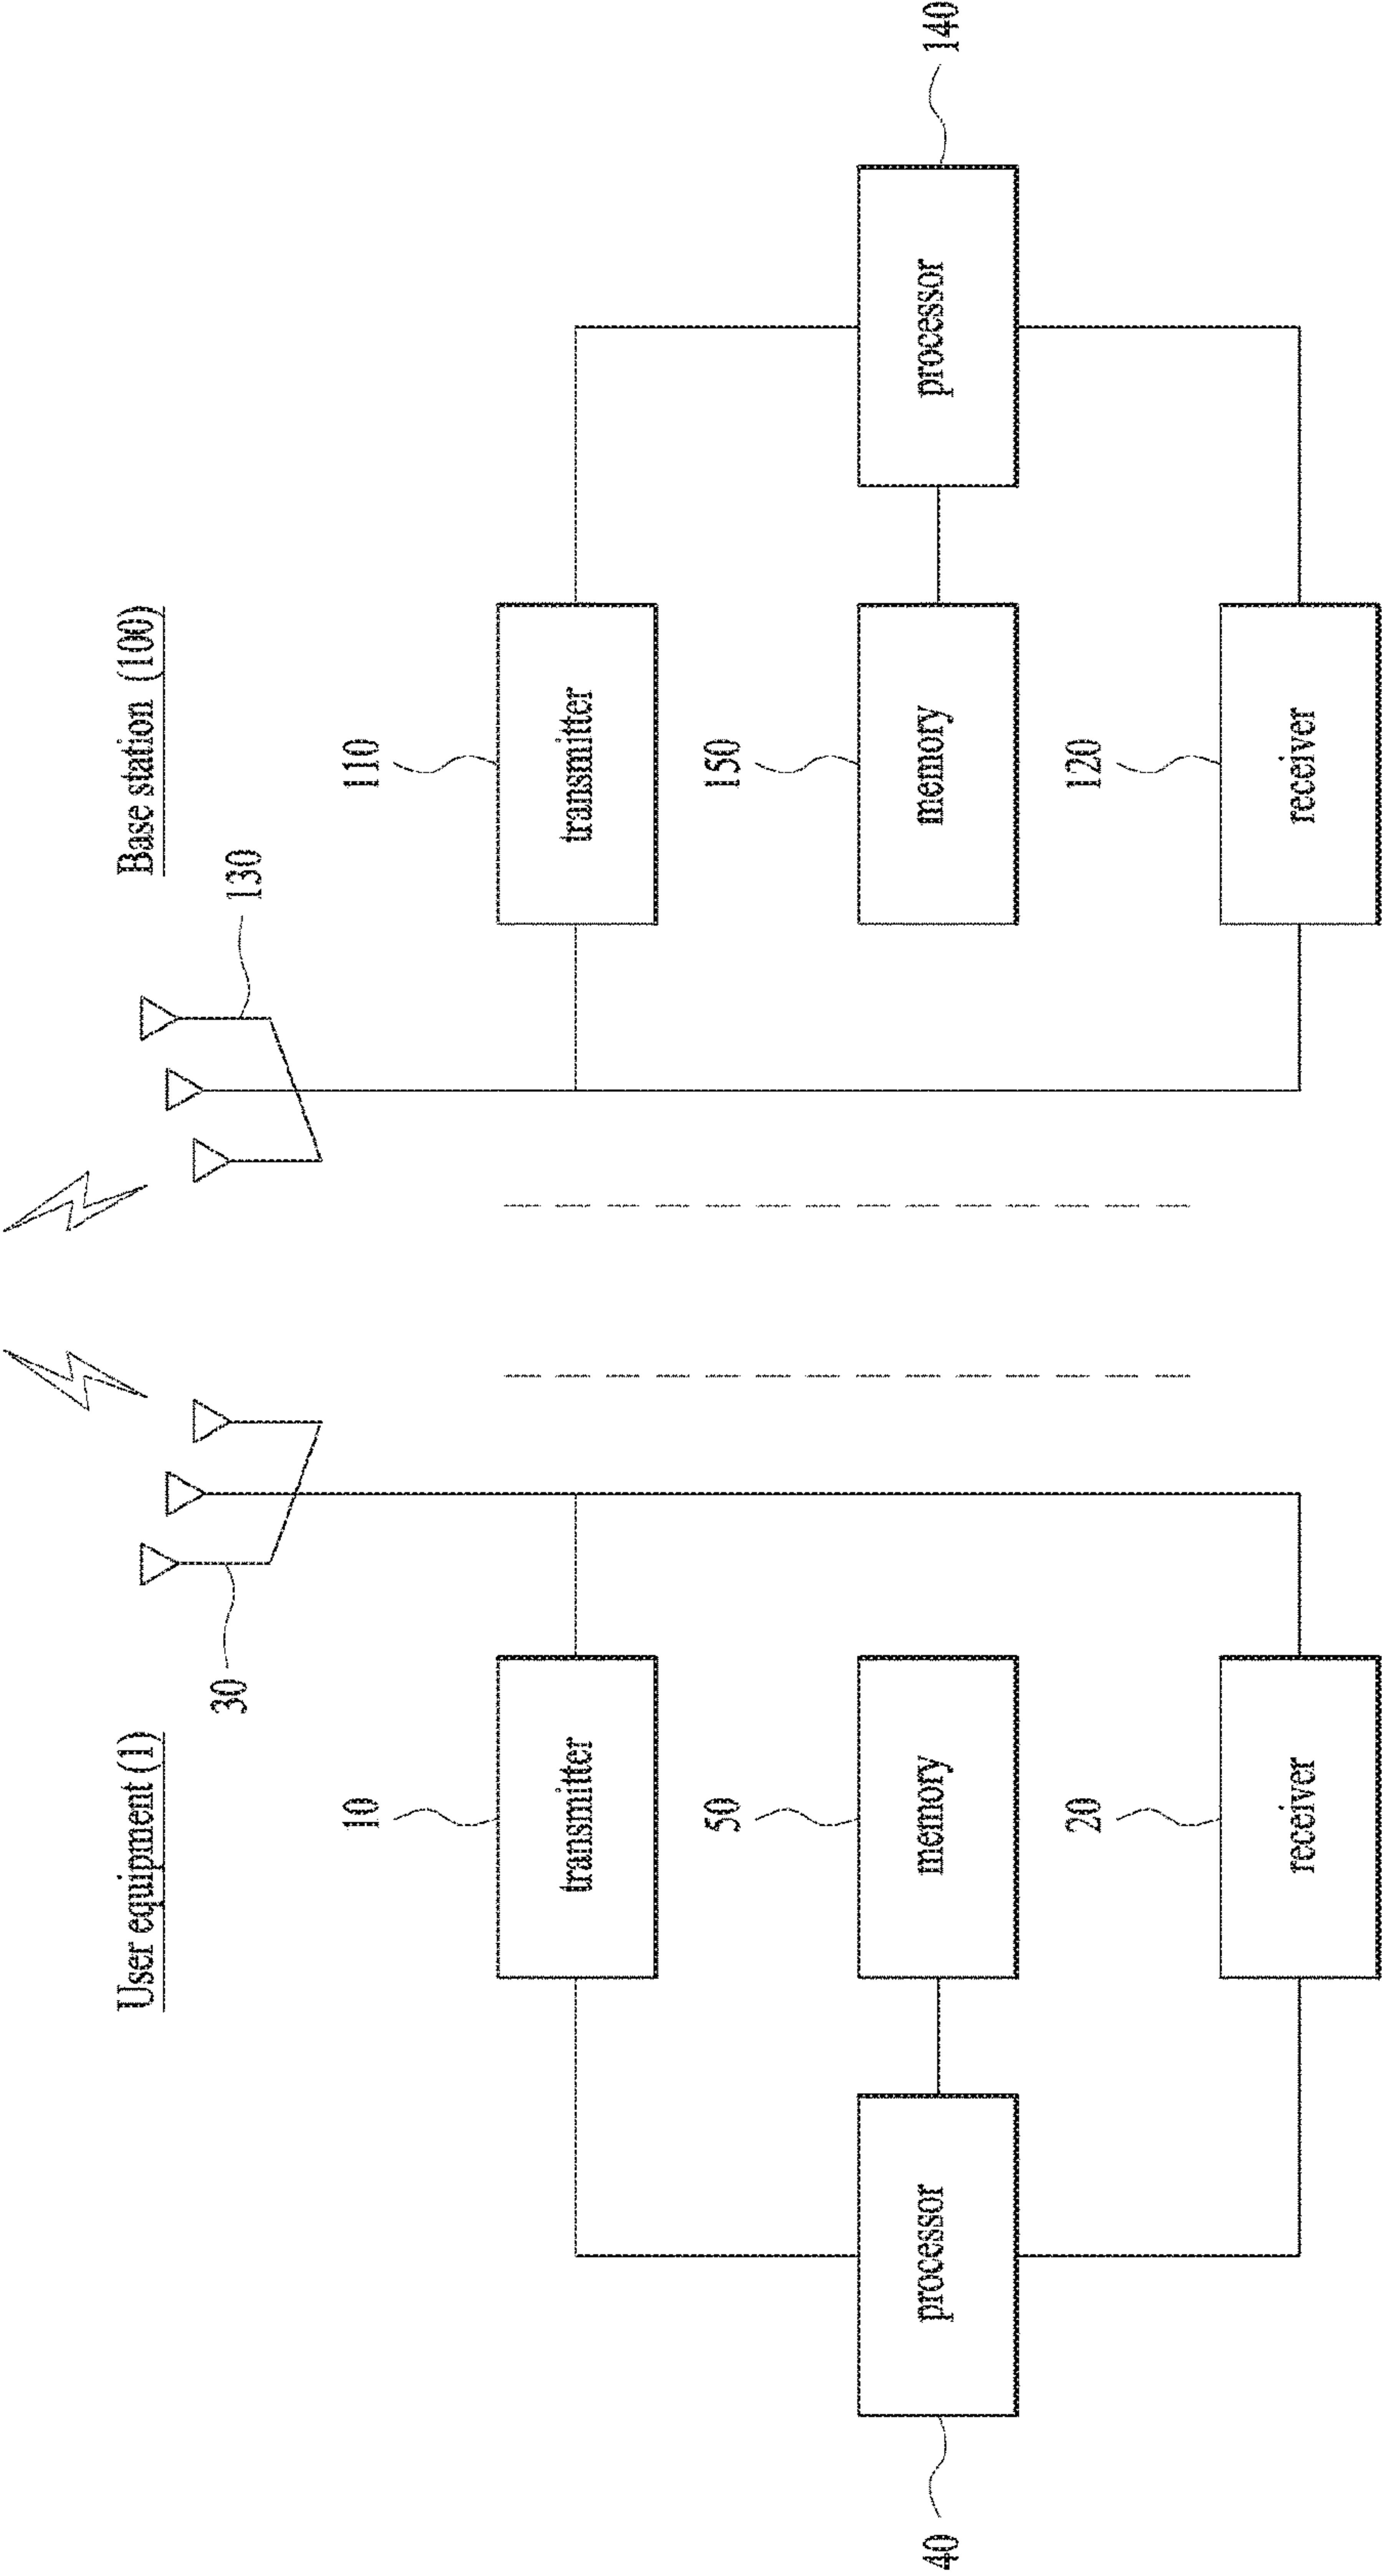 User equipment (1)
Base station (100)
30
130
10
110
transmitter
transmitter
40
processor
50
memory
150
memory
processor
140
20
120
receiver
receiver